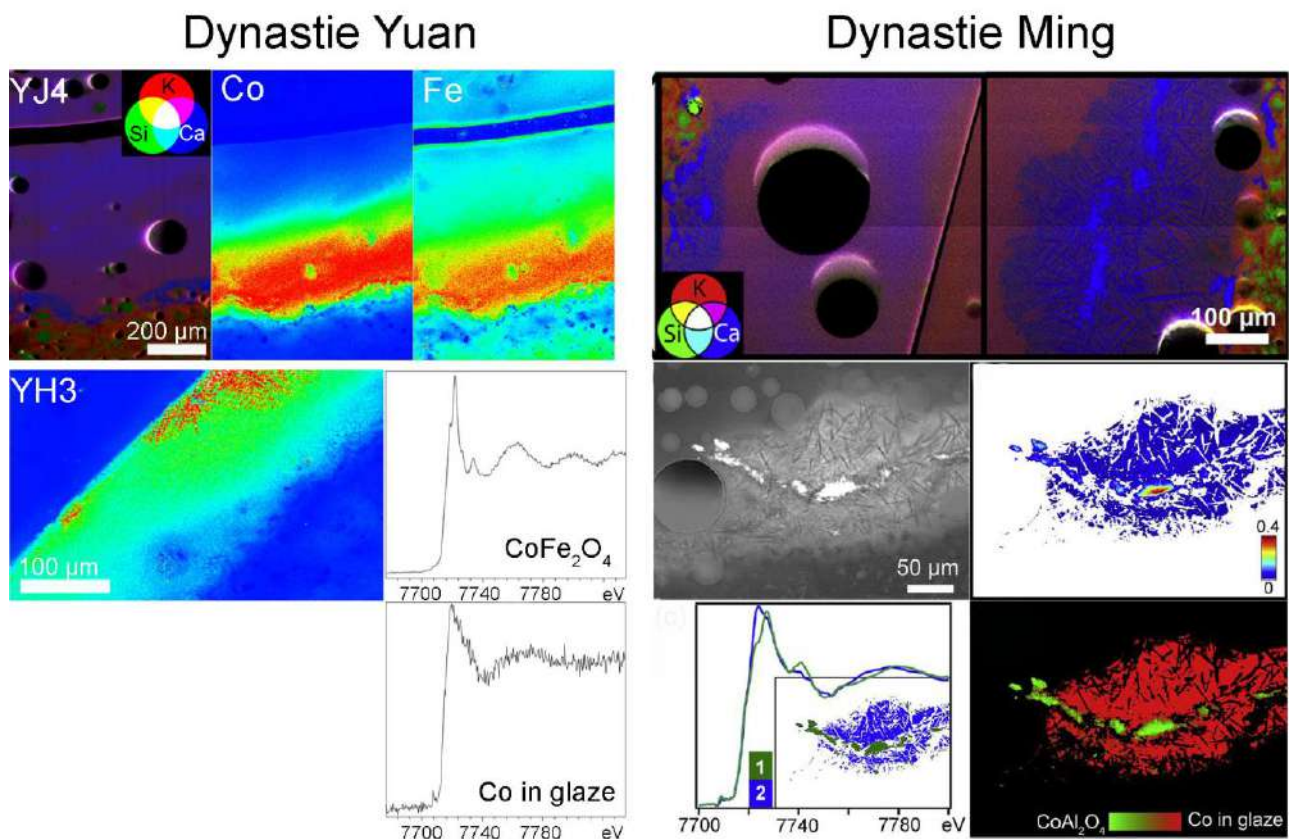 Dynastie Yuan
Dynastie Ming
YJ4
K
Si
Ca
200 µm
Co
Fe
K
Si
Ca
100 µm
YH3
100 µm
CoFe₂O₄
7700 7740 7780 eV
50 µm
0.4
0
Co in glaze
7700 7740 7780 eV
1
2
7700 7740 7780 eV
CoAl₂O₄
Co in glaze